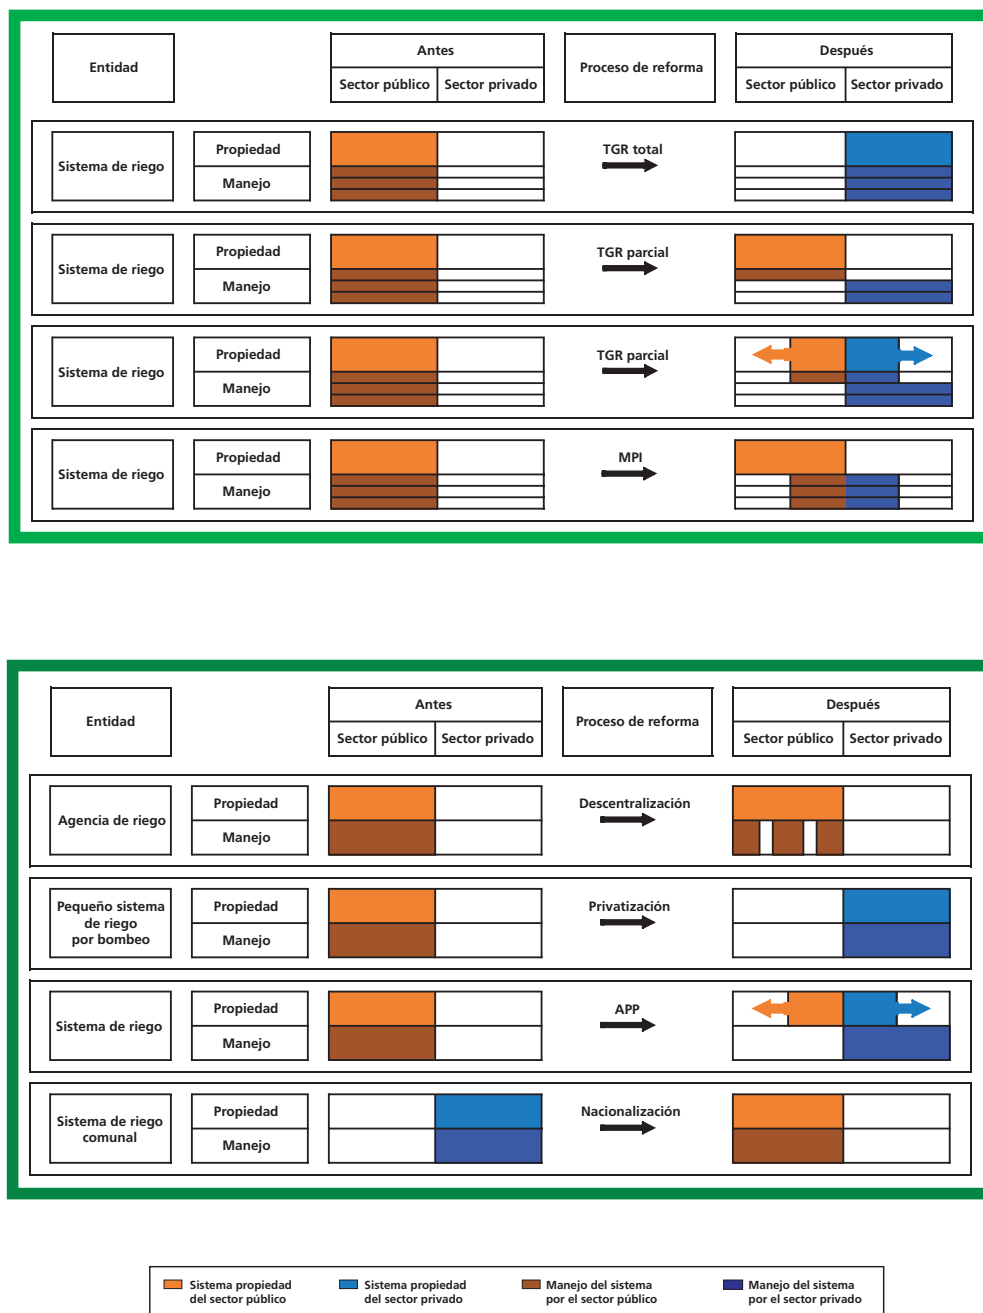 Entidad
Antes
Proceso de reforma
Después
Sector público Sector privado
Sector público Sector privado
Sistema de riego
Propiedad
Manejo
TGR total
Sistema de riego
Propiedad
Manejo
TGR parcial
Sistema de riego
Propiedad
Manejo
TGR parcial
Sistema de riego
Propiedad
Manejo
MPI
Entidad
Antes
Proceso de reforma
Después
Sector público Sector privado
Sector público Sector privado
Agencia de riego
Propiedad
Manejo
Descentralización
Pequeño sistema
de riego
por bombeo
Propiedad
Manejo
Privatización
Sistema de riego
Propiedad
Manejo
APP
Sistema de riego
comunal
Propiedad
Manejo
Nacionalización
Sistema propiedad
del sector público
Sistema propiedad
del sector privado
Manejo del sistema
por el sector público
Manejo del sistema
por el sector privado